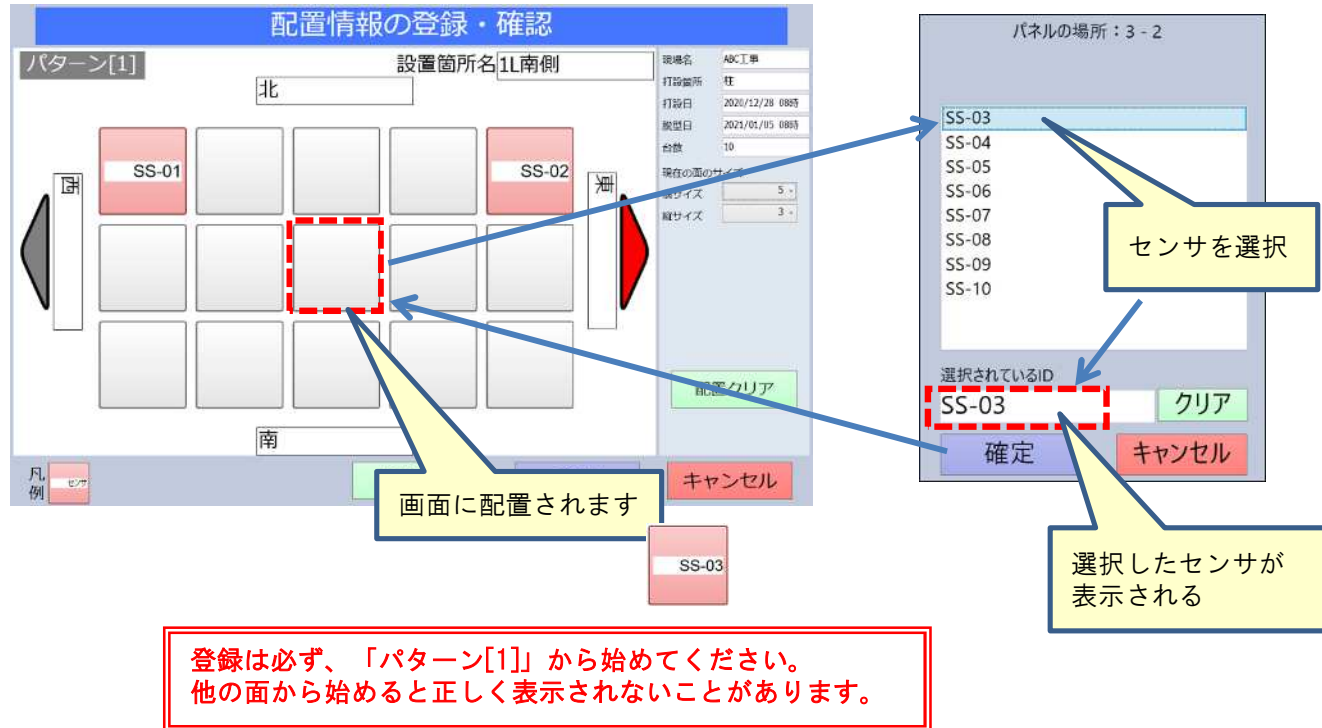 配置情報の登録・確認
パターン[1]
設置箇所名 1L南側
北
西
東
南
SS-01
SS-02
現場名 ABC工事
打設箇所 柱
打設日 2020/12/28 08時
脱型日 2021/01/05 08時
台数 10
現在の面のサイズ
5
縦サイズ 3
配置クリア
凡例
センサ
キャンセル
画面に配置されます
SS-03
パネルの場所：3 - 2
SS-03
SS-04
SS-05
SS-06
SS-07
SS-08
SS-09
SS-10
センサを選択
選択されているID
SS-03
クリア
確定
キャンセル
選択したセンサが
表示される
登録は必ず、「パターン[1]」から始めてください。
他の面から始めると正しく表示されないことがあります。